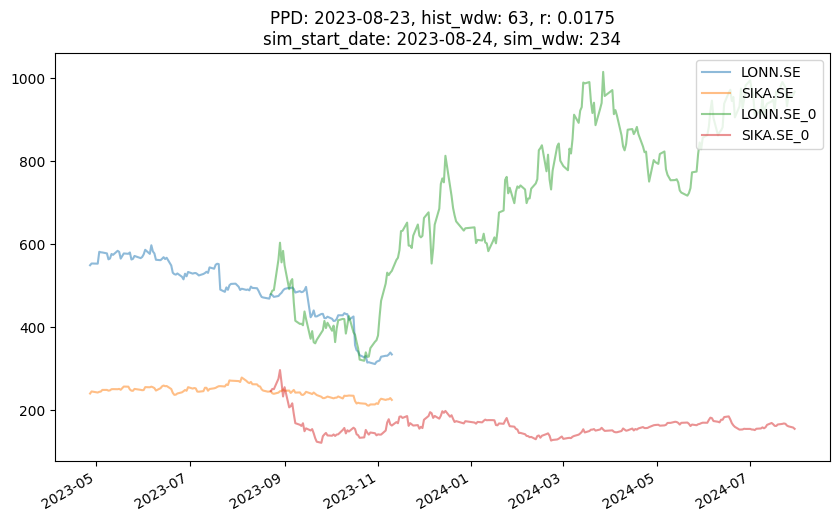 PPD: 2023-08-23, hist_wdw: 63, r: 0.0175
sim_start_date: 2023-08-24, sim_wdw: 234
LONN.SE
SIKA.SE
LONN.SE_0
SIKA.SE_0
1000
800
600
400
200
2023-05
2023-07
2023-09
2023-11
2024-01
2024-03
2024-05
2024-07